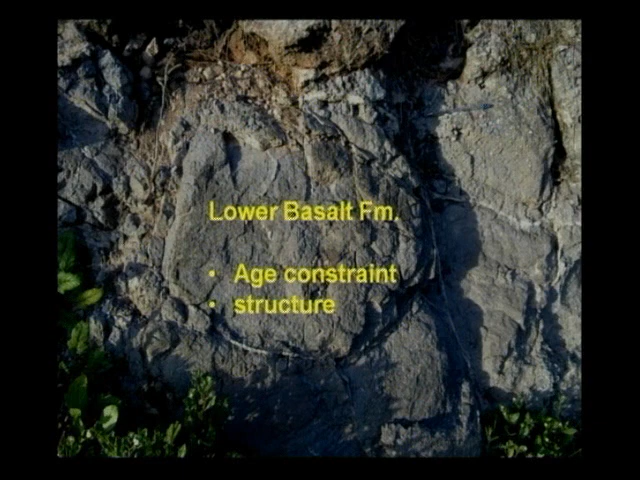 Lower Basalt Fm.
• Age constraint
• structure